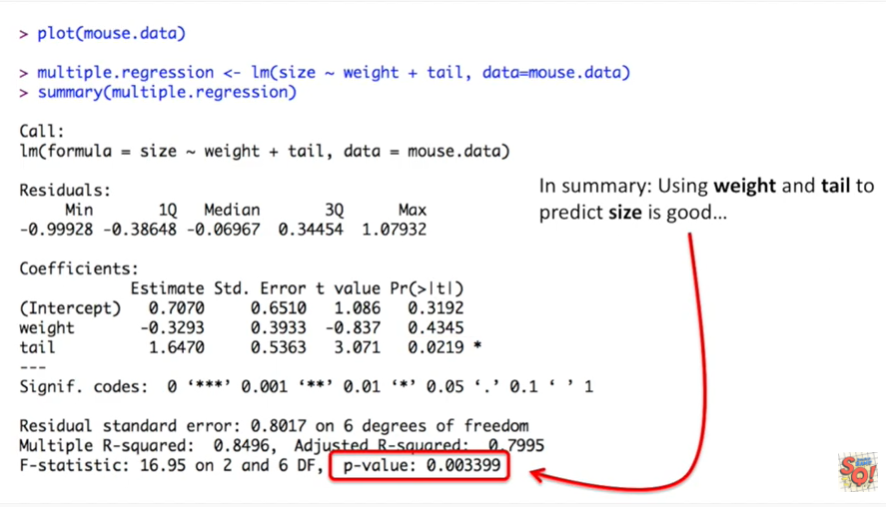 > plot(mouse.data)
> multiple.regression <- lm(size ~ weight + tail, data=mouse.data)
> summary(multiple.regression)
Call:
lm(formula = size ~ weight + tail, data = mouse.data)
Residuals:
Min 1Q Median 3Q Max
-0.99928 -0.38648 -0.06967 0.34454 1.07932
Coefficients:
Estimate Std. Error t value Pr(>|t|)
(Intercept) 0.7070 0.6510 1.086 0.3192
weight -0.3293 0.3933 -0.837 0.4345
tail 1.6470 0.5363 3.071 0.0219 *
---
Signif. codes: 0 ‘***’ 0.001 ‘**’ 0.01 ‘*’ 0.05 ‘.’ 0.1 ‘ ’ 1
Residual standard error: 0.8017 on 6 degrees of freedom
Multiple R-squared: 0.8496, Adjusted R-squared: 0.7995
F-statistic: 16.95 on 2 and 6 DF, p-value: 0.003399
In summary: Using weight and tail to
predict size is good...
SQ!